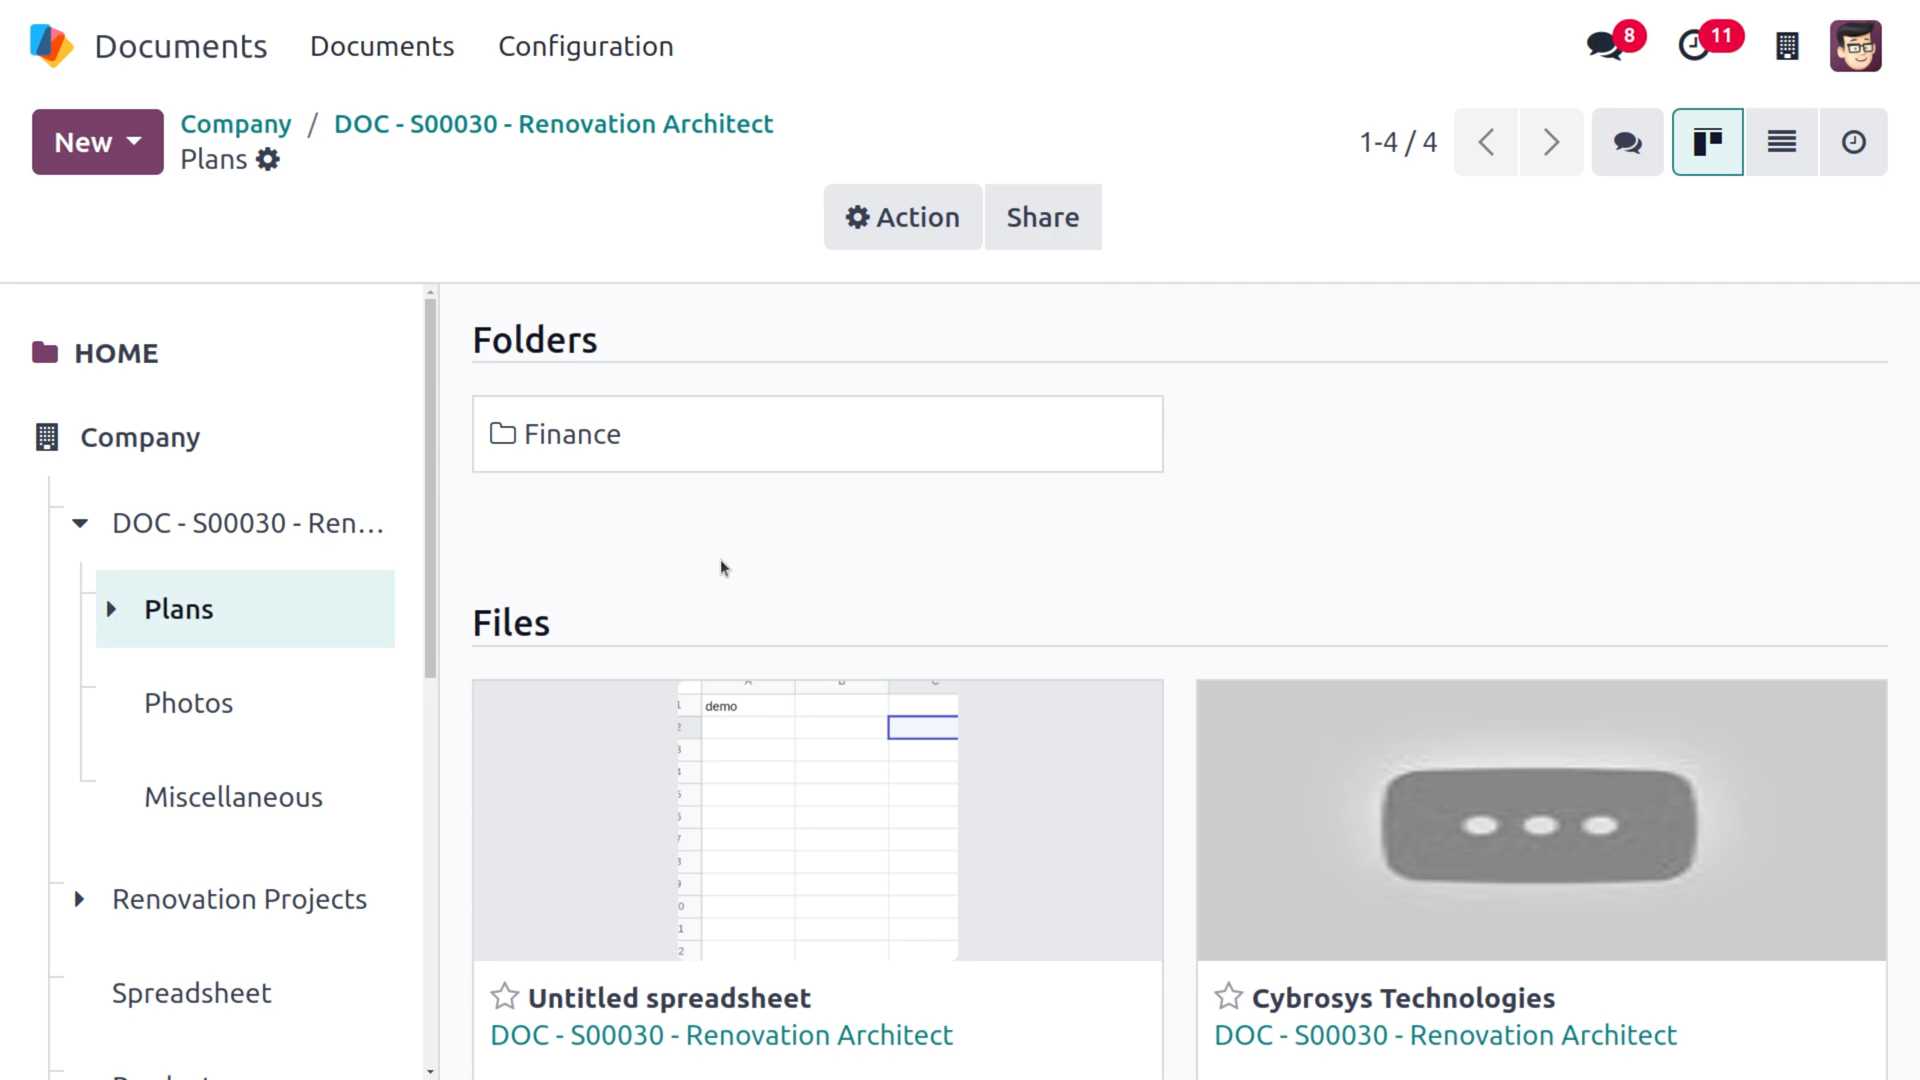 Documents Documents Configuration 8 11
New Company / DOC - S00030 - Renovation Architect 1-4 / 4
Plans
Action Share
HOME
Company
DOC - S00030 - Ren...
Plans
Photos
Miscellaneous
Renovation Projects
Spreadsheet
Folders
Finance
Files
demo
Untitled spreadsheet
DOC - S00030 - Renovation Architect
Cybrosys Technologies
DOC - S00030 - Renovation Architect